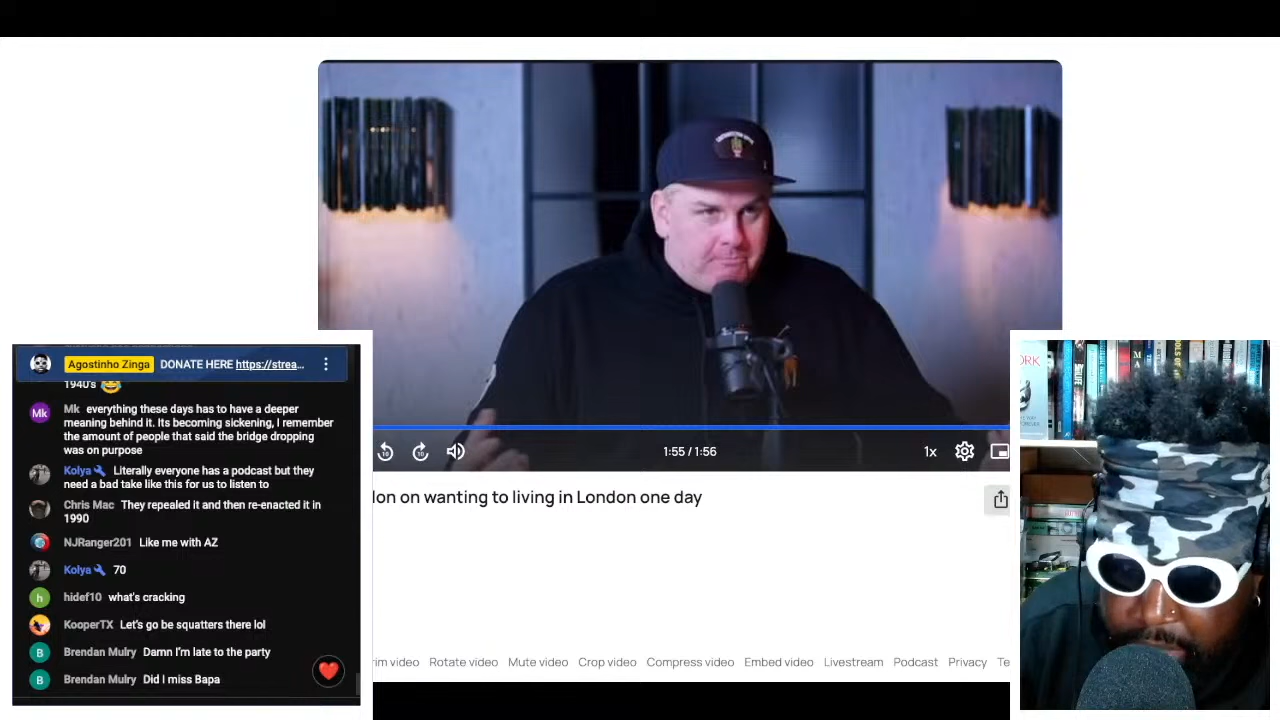 1:55 / 1:56
1x
lon on wanting to living in London one day
rim video Rotate video Mute video Crop video Compress video Embed video Livestream Podcast Privacy Te
Agostinho Zinga DONATE HERE https://strea...
1940's 😂
Mk everything these days has to have a deeper
meaning behind it. Its becoming sickening, I remember
the amount of people that said the bridge dropping
was on purpose
Kolya Literally everyone has a podcast but they
need a bad take like this for us to listen to
Chris Mac They repealed it and then re-enacted it in
1990
NJRanger201 Like me with AZ
Kolya 70
hidef10 what's cracking
KooperTX Let's go be squatters there lol
Brendan Mulry Damn I'm late to the party
Brendan Mulry Did I miss Bapa
Mk
h
B
B
ORK